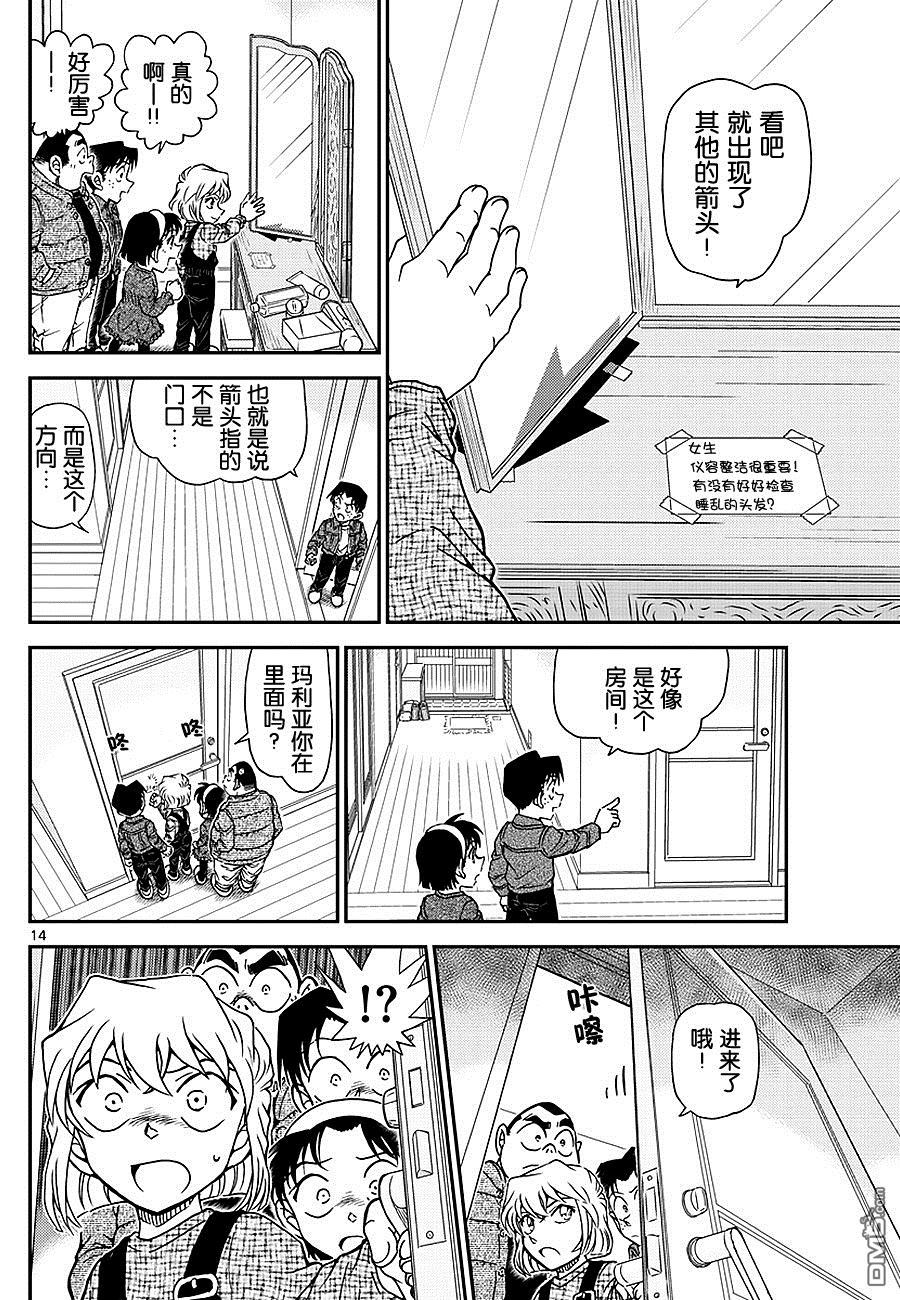 看吧
就出现了
其他的箭头！
女生
仪容整洁很重要！
有没有好好检查
睡乱的头发？
真的
啊—!!
好厉害
—！
也就是说
箭头指的
不是
门口…
而是这个
方向…
好像
是这个
房间！
玛利亚你在
里面吗？
咚
咚
14
进来了
哦！
咔嚓
!?
DM5.com